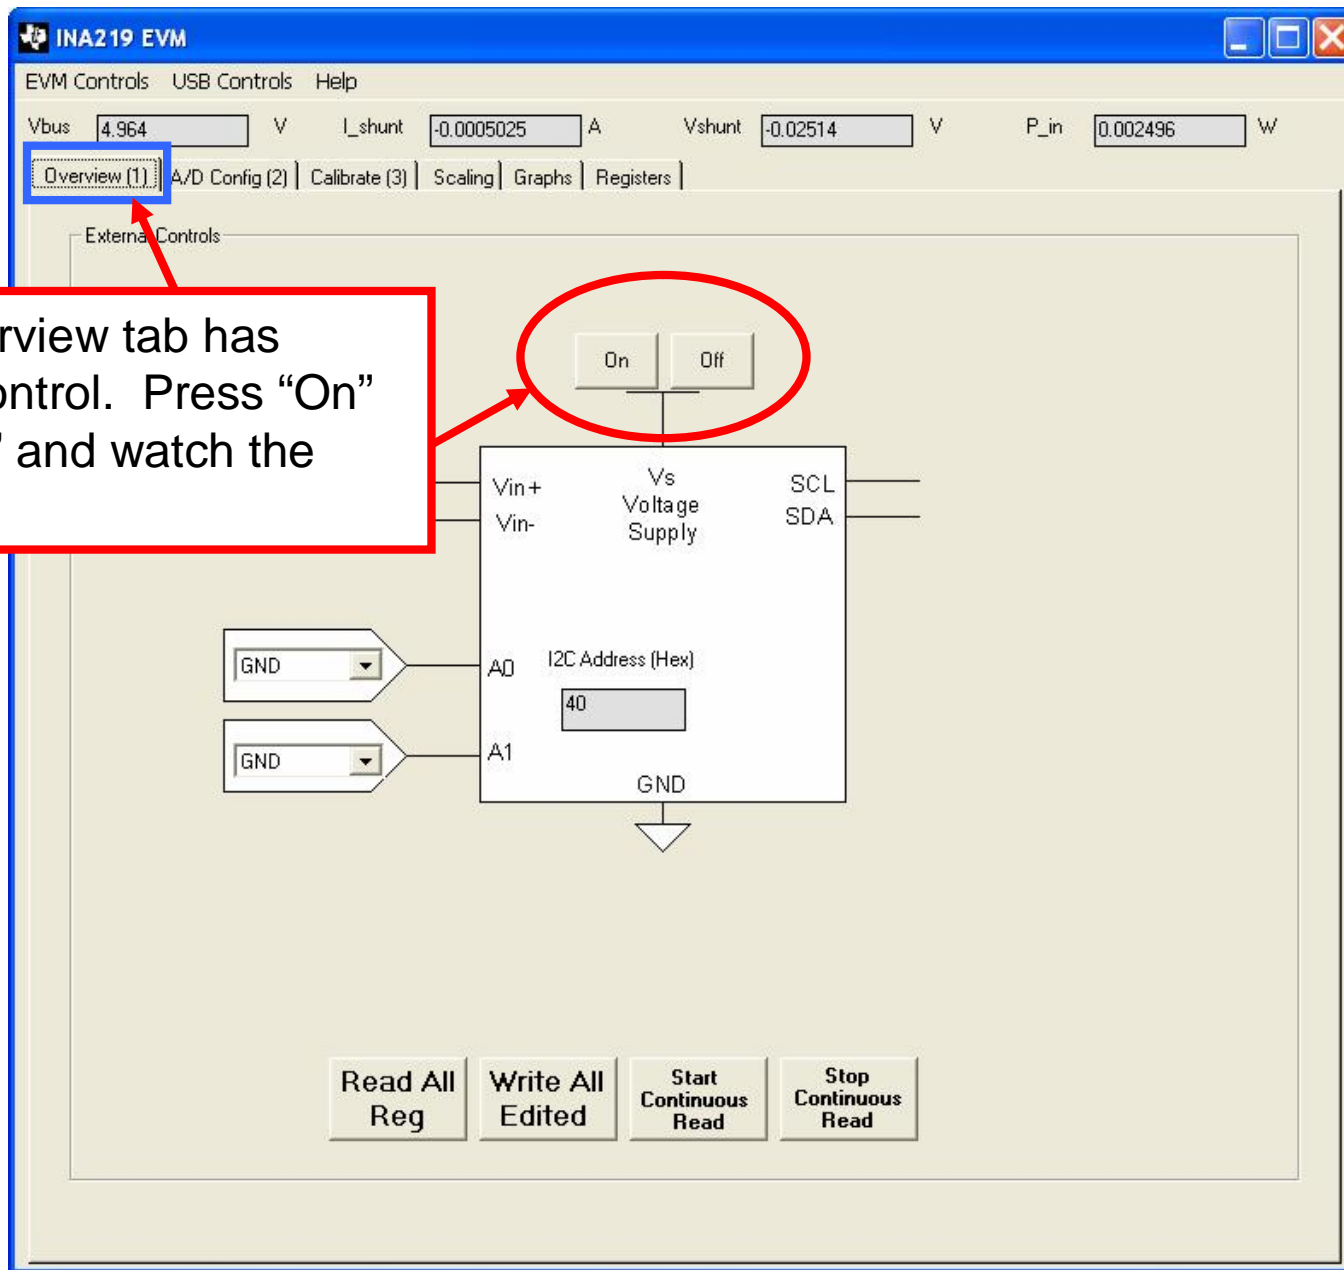 INA219 EVM
EVM Controls USB Controls Help
Vbus 4.964 V I_shunt -0.0005025 A Vshunt -0.02514 V P_in 0.002496 W
Overview (1) A/D Config (2) Calibrate (3) Scaling Graphs Registers
External Controls
rview tab has
ontrol. Press “On”
” and watch the
On Off
Vin+
Vin-
Vs
Voltage
Supply
SCL
SDA
GND
A0
I2C Address (Hex)
40
GND
A1
GND
Read All
Reg
Write All
Edited
Start
Continuous
Read
Stop
Continuous
Read